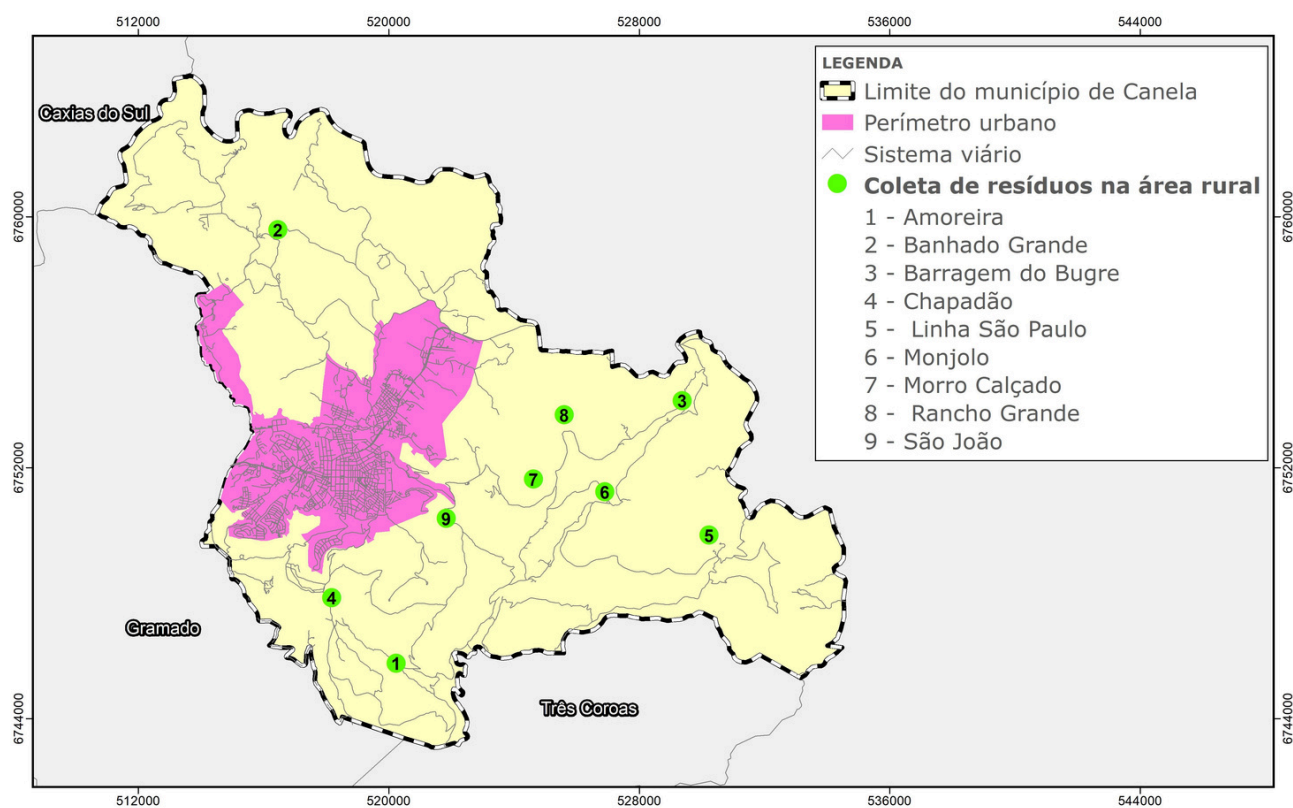 512000
520000
528000
536000
544000
LEGENDA
Limite do município de Canela
Perímetro urbano
Sistema viário
Coleta de resíduos na área rural
1 - Amoreira
2 - Banhado Grande
3 - Barragem do Bugre
4 - Chapadão
5 - Linha São Paulo
6 - Monjolo
7 - Morro Calçado
8 - Rancho Grande
9 - São João
Caxias do Sul
6760000
6760000
2
3
8
6752000
6752000
7
6
9
5
4
Gramado
1
Três Coroas
6744000
6744000
512000
520000
528000
536000
544000